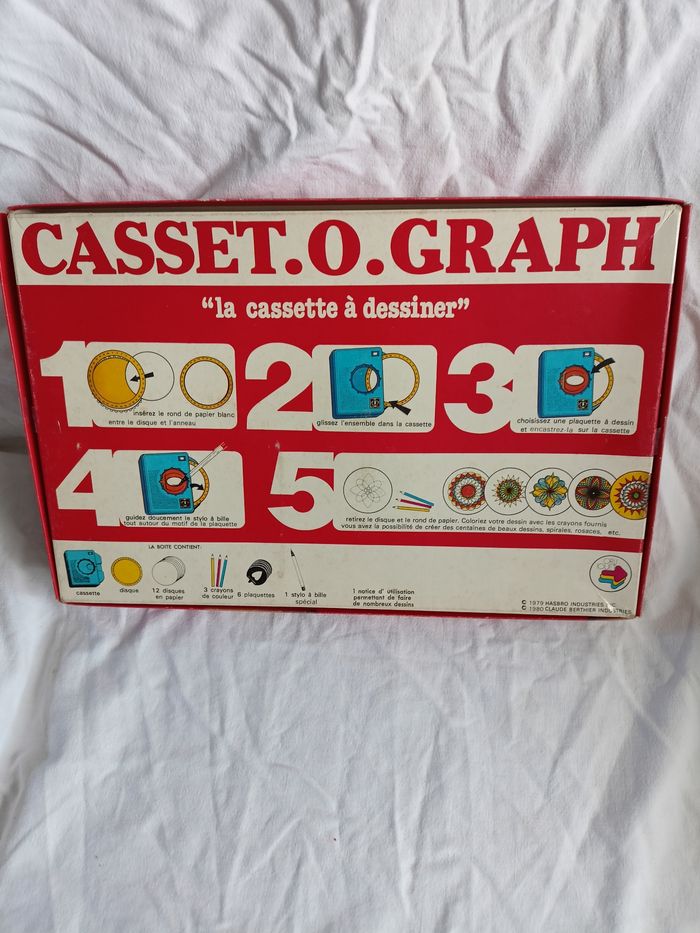 CASSET.O.GRAPH
“la cassette à dessiner”
1
insérez le rond de papier blanc
entre le disque et l'anneau
2
glissez l'ensemble dans la cassette
3
choisissez une plaquette à dessin
et encastrez-la sur la cassette
4
guidez doucement le stylo à bille
tout autour du motif de la plaquette
5
retirez le disque et le rond de papier. Coloriez votre dessin avec les crayons fournis
vous avez la possibilité de créer des centaines de beaux dessins, spirales, rosaces, etc.
LA BOITE CONTIENT:
cassette
disque
12 disques
en papier
3 crayons
de couleur
6 plaquettes
1 stylo à bille
spécial
1 notice d' utilisation
permettant de faire
de nombreux dessins
© 1979 HASBRO INDUSTRIES INC
© 1980 CLAUDE BERTHIER INDUSTRIES